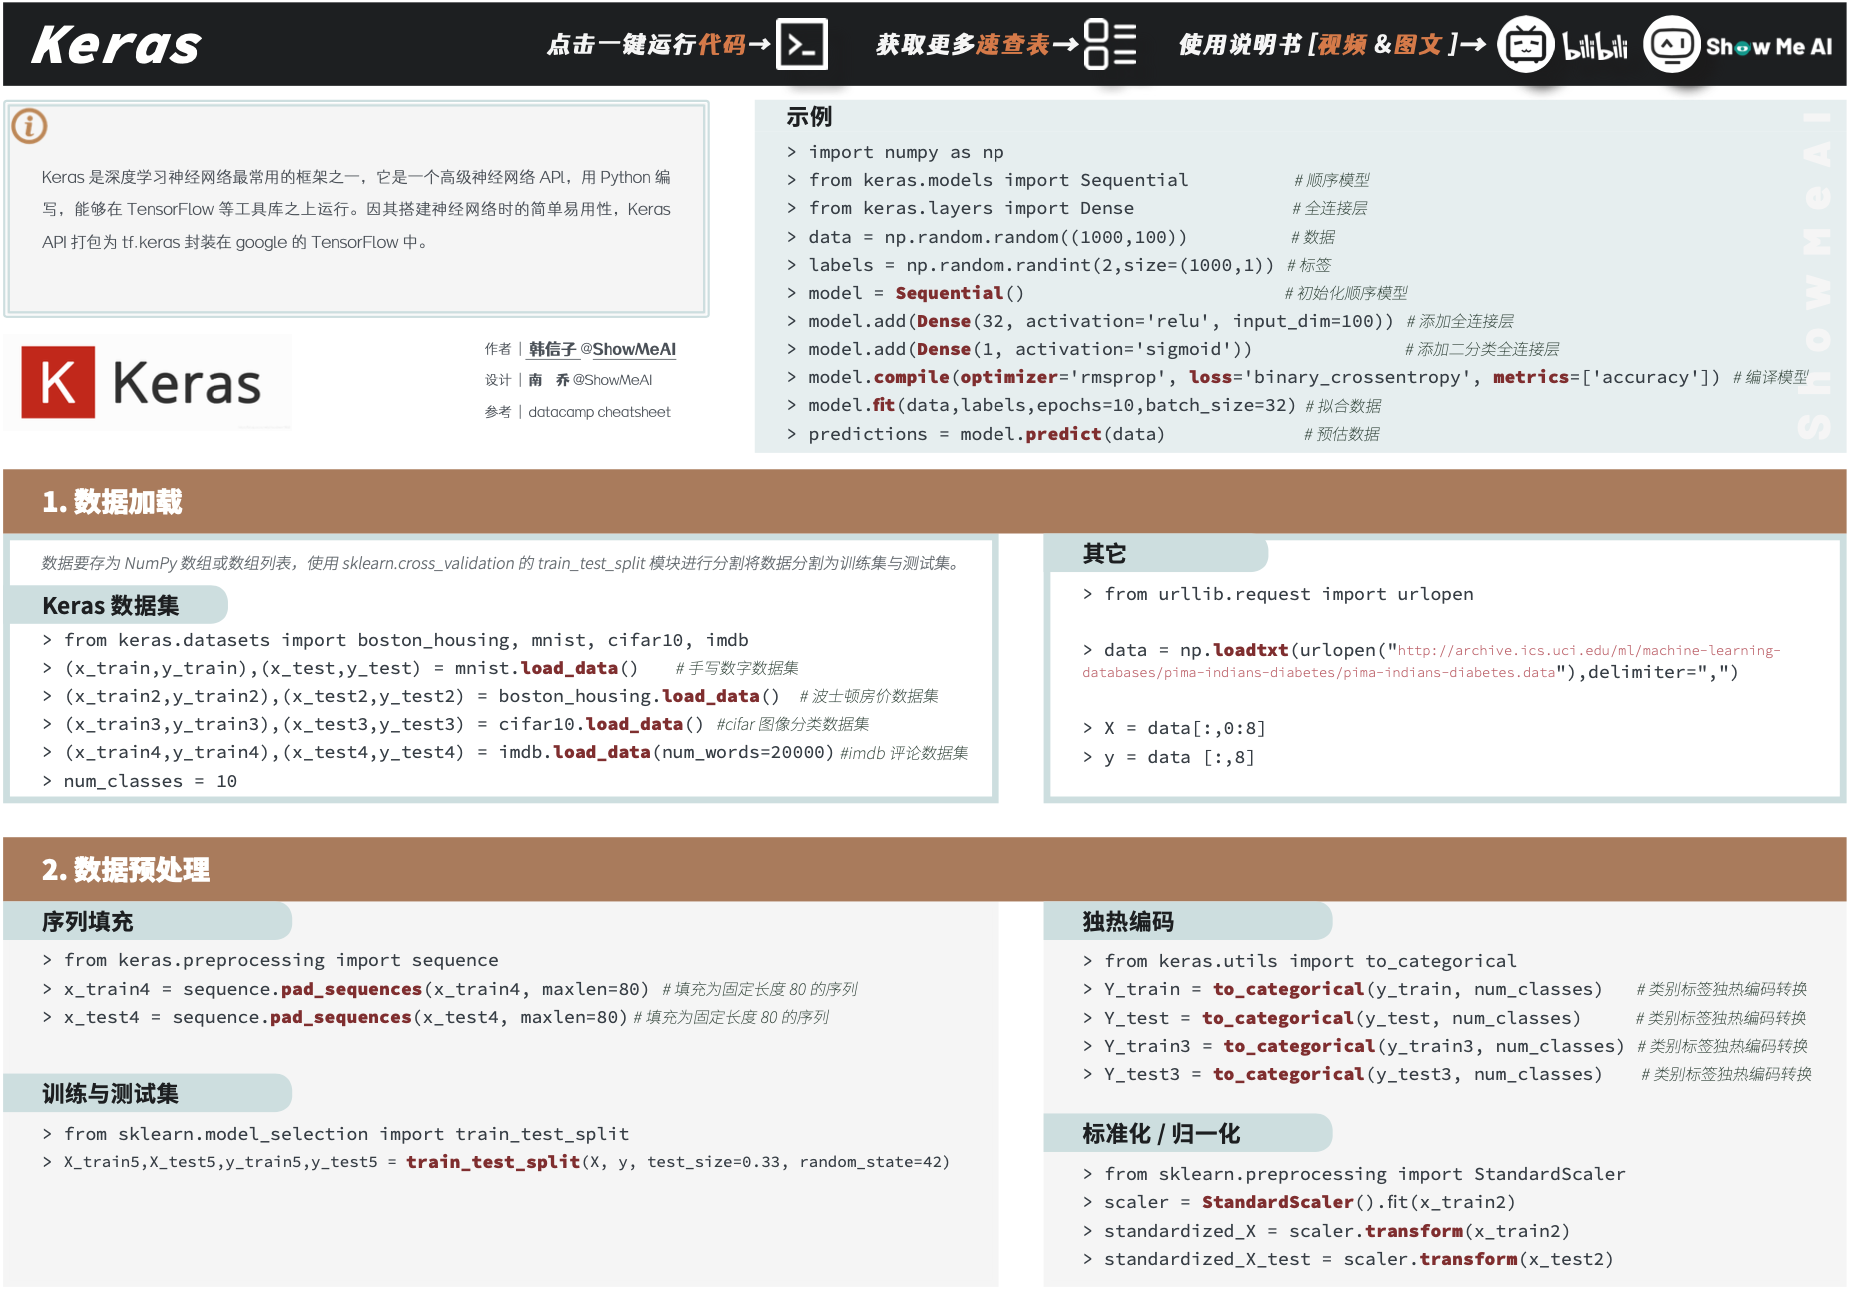 Keras
点击一键运行代码→
获取更多速查表→
使用说明书 [视频 &图文 ]→
bilibili
Show Me AI
Keras 是深度学习神经网络最常用的框架之一，它是一个高级神经网络 API，用 Python 编
写，能够在 TensorFlow 等工具库之上运行。因其搭建神经网络时的简单易用性，Keras
API 打包为 tf.keras 封装在 google 的 TensorFlow 中。
K Keras
作者 | 韩信子 @ShowMeAI
设计 | 南 乔 @ShowMeAI
参考 | datacamp cheatsheet
示例
> import numpy as np
> from keras.models import Sequential # 顺序模型
> from keras.layers import Dense # 全连接层
> data = np.random.random((1000,100)) # 数据
> labels = np.random.randint(2,size=(1000,1)) # 标签
> model = Sequential() # 初始化顺序模型
> model.add(Dense(32, activation='relu', input_dim=100)) # 添加全连接层
> model.add(Dense(1, activation='sigmoid')) # 添加二分类全连接层
> model.compile(optimizer='rmsprop', loss='binary_crossentropy', metrics=['accuracy']) # 编译模型
> model.fit(data,labels,epochs=10,batch_size=32) # 拟合数据
> predictions = model.predict(data) # 预估数据
ShowMeAI
1. 数据加载
数据要存为 NumPy 数组或数组列表，使用 sklearn.cross_validation 的 train_test_split 模块进行分割将数据分割为训练集与测试集。
Keras 数据集
> from keras.datasets import boston_housing, mnist, cifar10, imdb
> (x_train,y_train),(x_test,y_test) = mnist.load_data() # 手写数字数据集
> (x_train2,y_train2),(x_test2,y_test2) = boston_housing.load_data() # 波士顿房价数据集
> (x_train3,y_train3),(x_test3,y_test3) = cifar10.load_data() #cifar 图像分类数据集
> (x_train4,y_train4),(x_test4,y_test4) = imdb.load_data(num_words=20000) #imdb 评论数据集
> num_classes = 10
其它
> from urllib.request import urlopen
> data = np.loadtxt(urlopen("http://archive.ics.uci.edu/ml/machine-learning-
databases/pima-indians-diabetes/pima-indians-diabetes.data"),delimiter=",")
> X = data[:,0:8]
> y = data [:,8]
2. 数据预处理
序列填充
> from keras.preprocessing import sequence
> x_train4 = sequence.pad_sequences(x_train4, maxlen=80) # 填充为固定长度 80 的序列
> x_test4 = sequence.pad_sequences(x_test4, maxlen=80) # 填充为固定长度 80 的序列
训练与测试集
> from sklearn.model_selection import train_test_split
> X_train5,X_test5,y_train5,y_test5 = train_test_split(X, y, test_size=0.33, random_state=42)
独热编码
> from keras.utils import to_categorical
> Y_train = to_categorical(y_train, num_classes) # 类别标签独热编码转换
> Y_test = to_categorical(y_test, num_classes) # 类别标签独热编码转换
> Y_train3 = to_categorical(y_train3, num_classes) # 类别标签独热编码转换
> Y_test3 = to_categorical(y_test3, num_classes) # 类别标签独热编码转换
标准化 / 归一化
> from sklearn.preprocessing import StandardScaler
> scaler = StandardScaler().fit(x_train2)
> standardized_X = scaler.transform(x_train2)
> standardized_X_test = scaler.transform(x_test2)